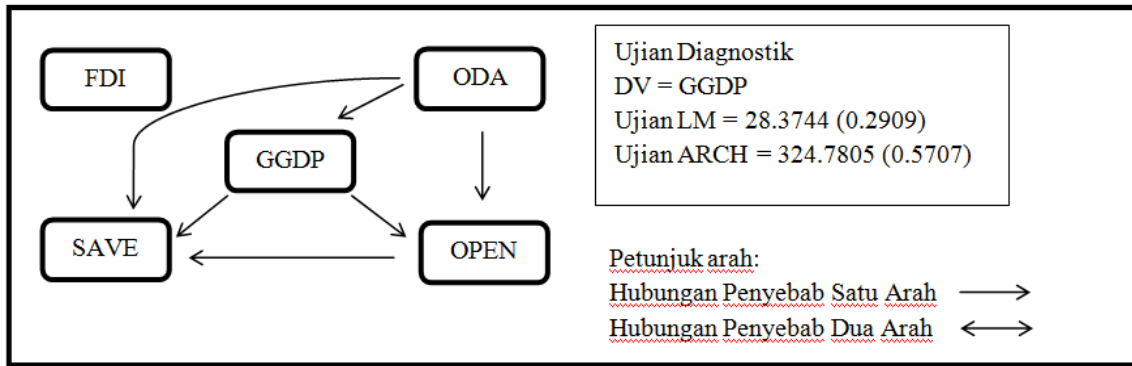 FDI
ODA
GGDP
SAVE
OPEN
Ujian Diagnostik
DV = GGDP
Ujian LM = 28.3744 (0.2909)
Ujian ARCH = 324.7805 (0.5707)
Petunjuk arah:
Hubungan Penyebab Satu Arah
Hubungan Penyebab Dua Arah